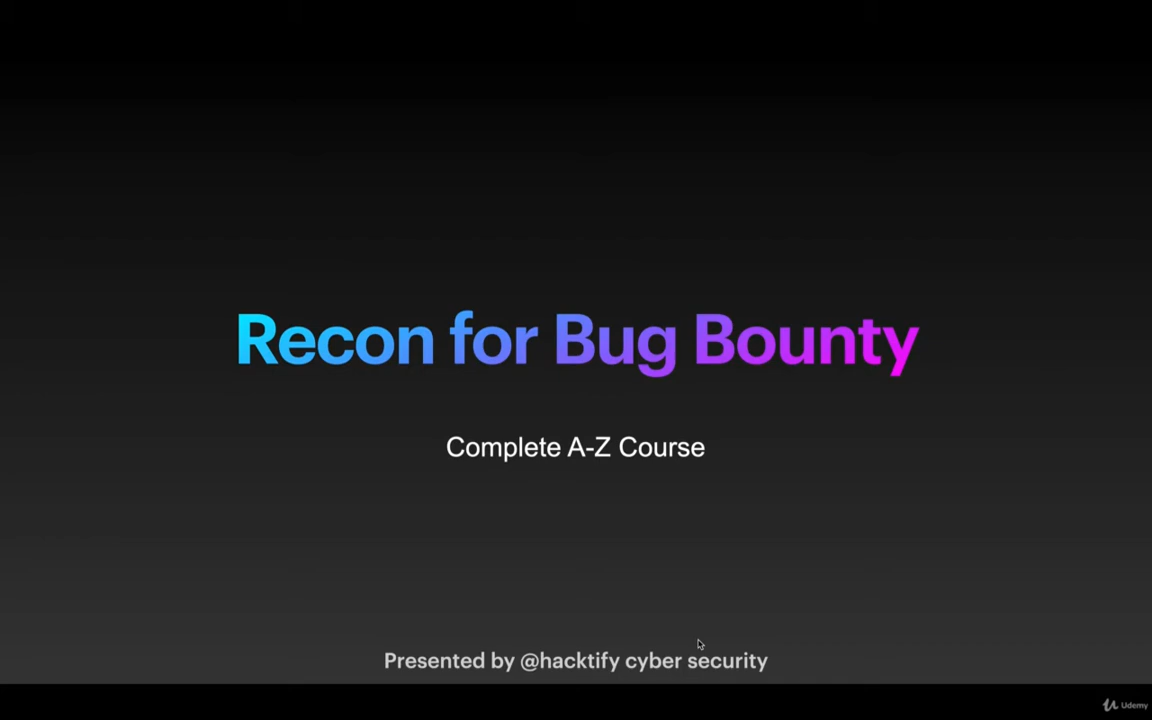 Recon for Bug Bounty
Complete A-Z Course
Presented by @hacktify cyber security
Udemy